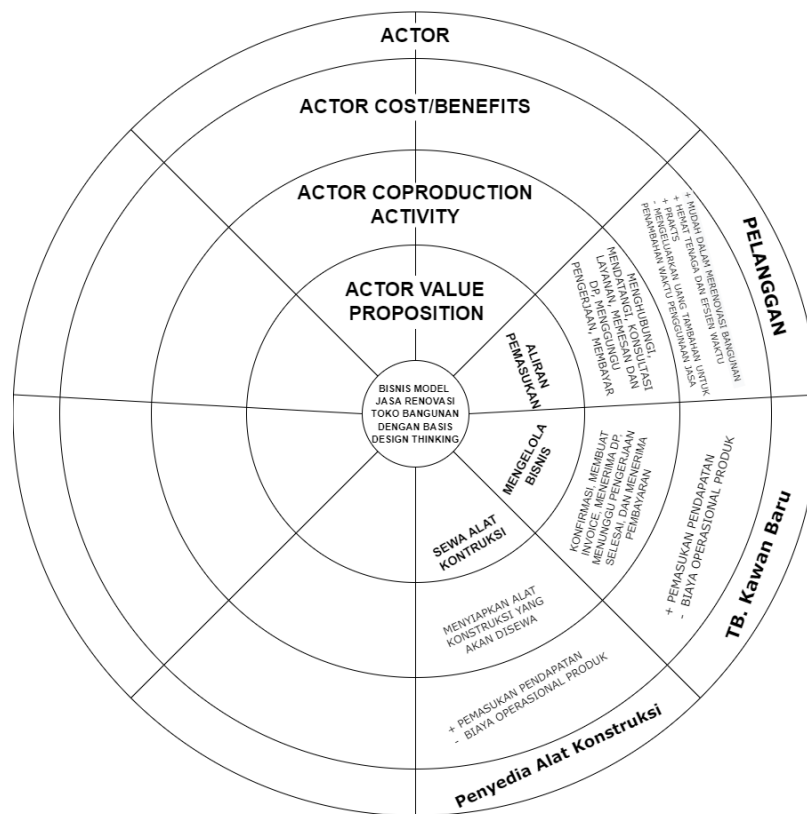 ACTOR
ACTOR COST/BENEFITS
ACTOR COPRODUCTION
ACTIVITY
ACTOR VALUE
PROPOSITION
BISNIS MODEL
JASA RENOVASI
TOKO BANGUNAN
DENGAN BASIS
DESIGN THINKING
PELANGGAN
+ MUDAH DALAM MERENOVASI BANGUNAN
+ HEMAT TENAGA DAN EFSIEN WAKTU
+ PRAKTS
- MENGELUARKAN UANG TAMBAHAN UNTUK
PENAMBAHAN WAKTU PENGGUNAAN JASA
MENGHUBUNGI,
MENDATANGI, KONSULTASI
LAYANAN, MEMESAN DAN
DP, MENGGUNGU
PENGERJAAN, MEMBAYAR
ALIRAN
PEMASUKAN
TB. Kawan Baru
+ PEMASUKAN PENDAPATAN
- BIAYA OPERASIONAL PRODUK
KONFIRMASI, MEMBUAT
INVOICE, MENERIMA DP.
MENUNGGU PENGERJAAN
SELESAI, DAN MENERIMA
PEMBAYARAN
MENGELOLA
BISNIS
SEWA ALAT
KONTRUKSI
MENYIAPKAN ALAT
KONSTRUKSI YANG
AKAN DISEWA
+ PEMASUKAN PENDAPATAN
- BIAYA OPERASIONAL PRODUK
Penyedia Alat Konstruksi